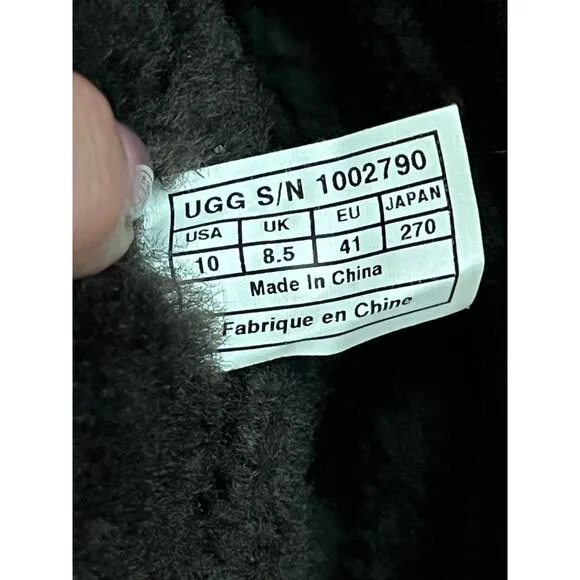 UGG S/N 1002790
USA UK EU JAPAN
10 8.5 41 270
Made In China
Fabrique en Chine